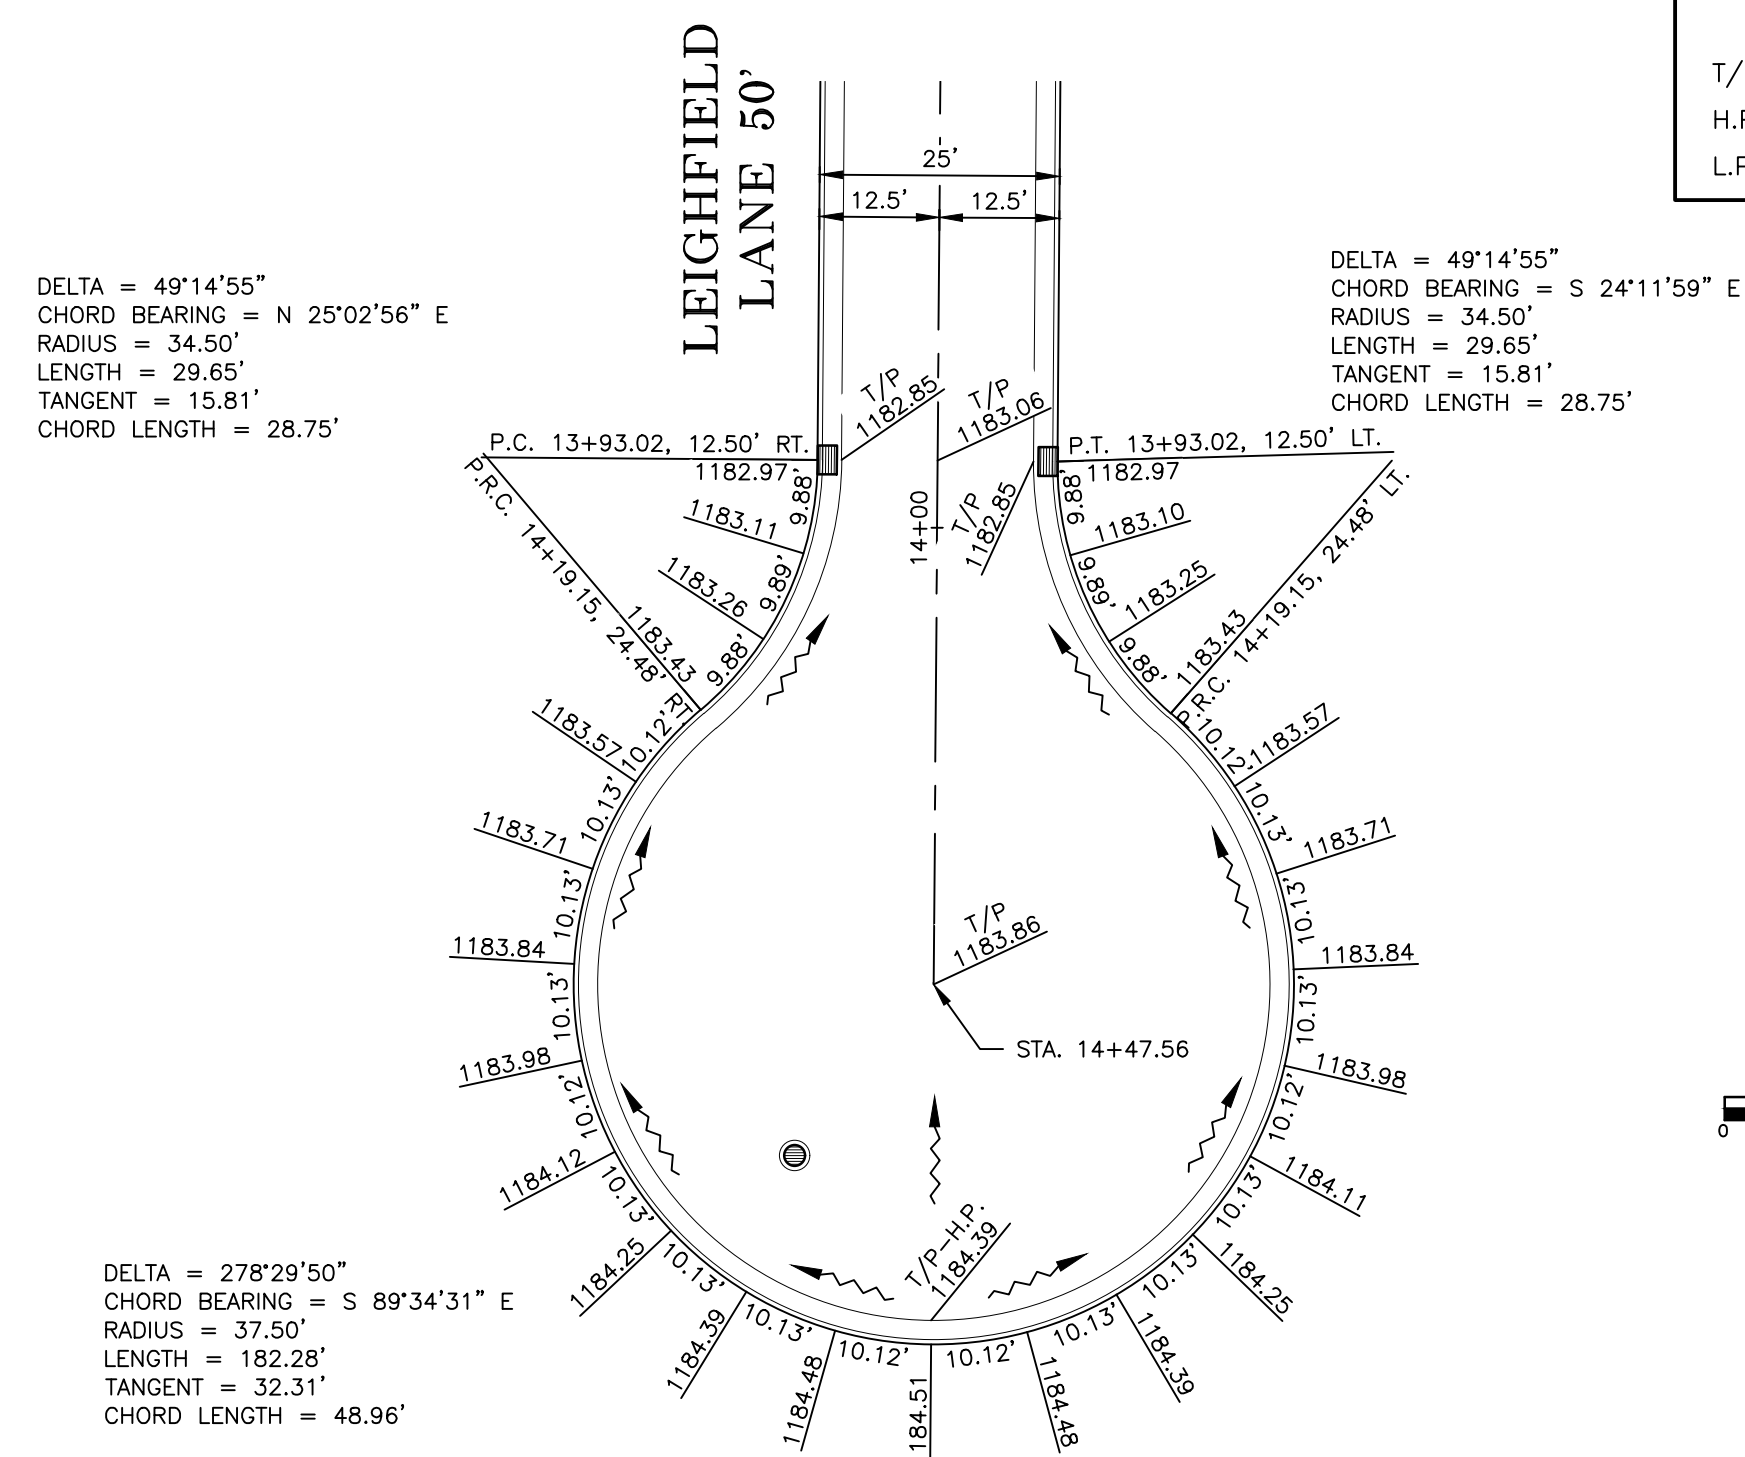 LEIGHFIELD
LANE 50'
T/
H.P
L.P
25'
12.5'
12.5'
DELTA = 49°14'55"
CHORD BEARING = N 25°02'56" E
RADIUS = 34.50'
LENGTH = 29.65'
TANGENT = 15.81'
CHORD LENGTH = 28.75'
DELTA = 49°14'55"
CHORD BEARING = S 24°11'59" E
RADIUS = 34.50'
LENGTH = 29.65'
TANGENT = 15.81'
CHORD LENGTH = 28.75'
T/P
1182.85
T/P
1183.06
T/P
1182.85
14+00
P.C. 13+93.02, 12.50' RT.
1182.97
P.T. 13+93.02, 12.50' LT.
1182.97
P.R.C. 14+19.15, 24.48' RT.
1183.43
P.R.C. 14+19.15, 24.48' LT.
1183.43
9.88'
1183.11
9.89'
1183.26
9.88'
9.88'
1183.10
9.89'
1183.25
9.88'
10.12'
1183.57
10.13'
1183.71
10.13'
1183.84
10.13'
1183.98
10.12'
1184.12
10.13'
1184.25
10.13'
1184.39
10.13'
1184.48
10.12'
184.51
10.12'
1184.48
10.13'
1184.39
10.13'
1184.25
10.13'
1184.11
10.12'
1183.98
10.13'
1183.84
10.13'
1183.71
10.13'
1183.57
10.12'
T/P
1183.86
STA. 14+47.56
T/P-H.P.
1184.39
0
DELTA = 278°29'50"
CHORD BEARING = S 89°34'31" E
RADIUS = 37.50'
LENGTH = 182.28'
TANGENT = 32.31'
CHORD LENGTH = 48.96'